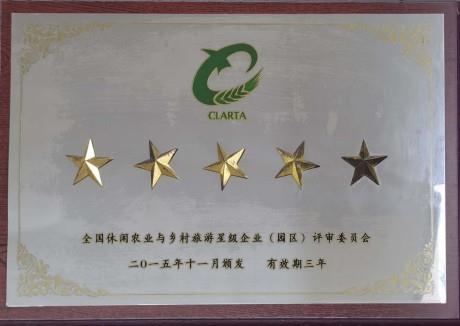 CLARTA
全国休闲农业与乡村旅游星级企业（园区）评审委员会
二〇一五年十一月颁发 有效期三年